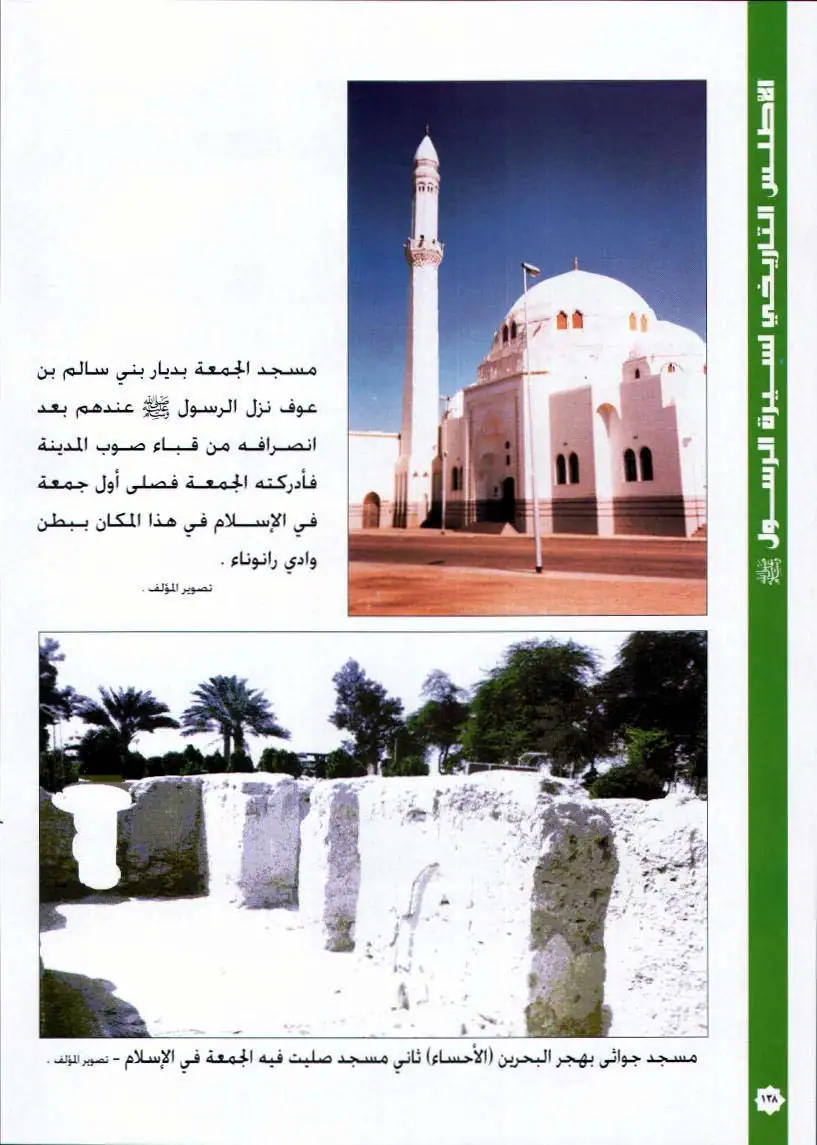 الأطلس التاريخي لسيرة الرسول ﷺ
مسجد الجمعة بديار بني سالم بن
عوف نزل الرسول ﷺ عندهم بعد
انصرافه من قباء صوب المدينة
فأدركته الجمعة فصلى أول جمعة
في الإسلام في هذا المكان ببطن
وادي رانوناء .
تصوير المؤلف .
مسجد جواثى بهجر البحرين (الأحساء) ثاني مسجد صليت فيه الجمعة في الإسلام - تصوير المؤلف .
١٣٨